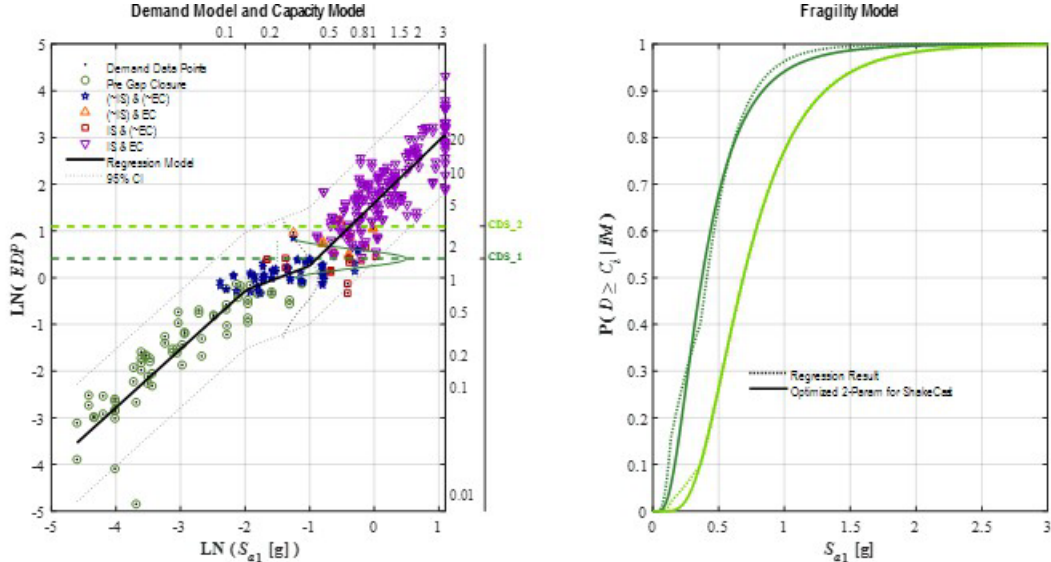 Demand Model and Capacity Model
0.1 0.2 0.5 0.81 1.5 2 3
5
4
3
2
1
0
-1
-2
-3
-4
-5
LN( EDP)
Demand Data Points
Pre Gap Closure
(~IS) & (~EC)
(~IS) & EC
IS & (~EC)
IS & EC
Regression Model
95% CI
20
10
5
2
1
0.5
0.2
0.1
0.01
CDS_2
CDS_1
-5 -4 -3 -2 -1 0 1
LN (Sa1 [g] )
Fragility Model
1
0.9
0.8
0.7
0.6
0.5
0.4
0.3
0.2
0.1
0
P( D ≥ Ci | IM)
Regression Result
Optimized 2-Param for ShakeCast
0 0.5 1 1.5 2 2.5 3
Sa1 [g]